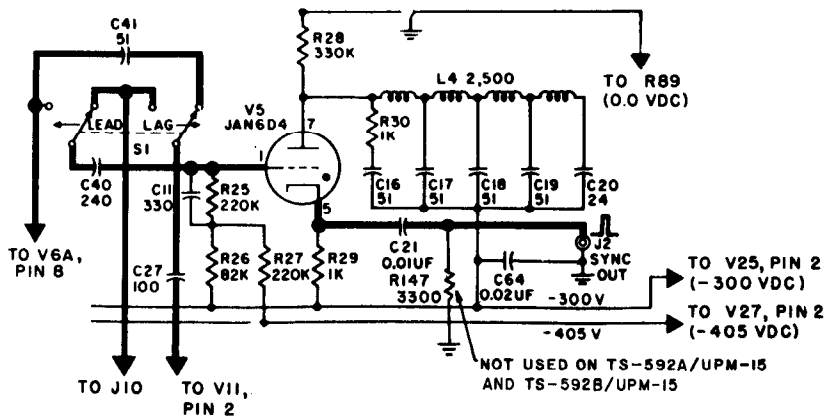 C41
51
R28
330K
TO R89
(0.0 VDC)
L4 2,500
V5
JAN6D4
7
LEAD
LAG
S1
R30
1K
1
C40
240
C11
330
R25
220K
5
C16
51
C17
51
C18
51
C19
51
C20
24
TO V6A,
PIN 8
C27
100
R26
82K
R27
220K
R29
1K
C21
0.01UF
R147
3300
C64
0.02UF
J2
SYNC
OUT
-300V
TO V25, PIN 2
(-300 VDC)
-405V
TO V27, PIN 2
(-405 VDC)
TO J10
TO V11,
PIN 2
NOT USED ON TS-592A/UPM-15
AND TS-592B/UPM-15